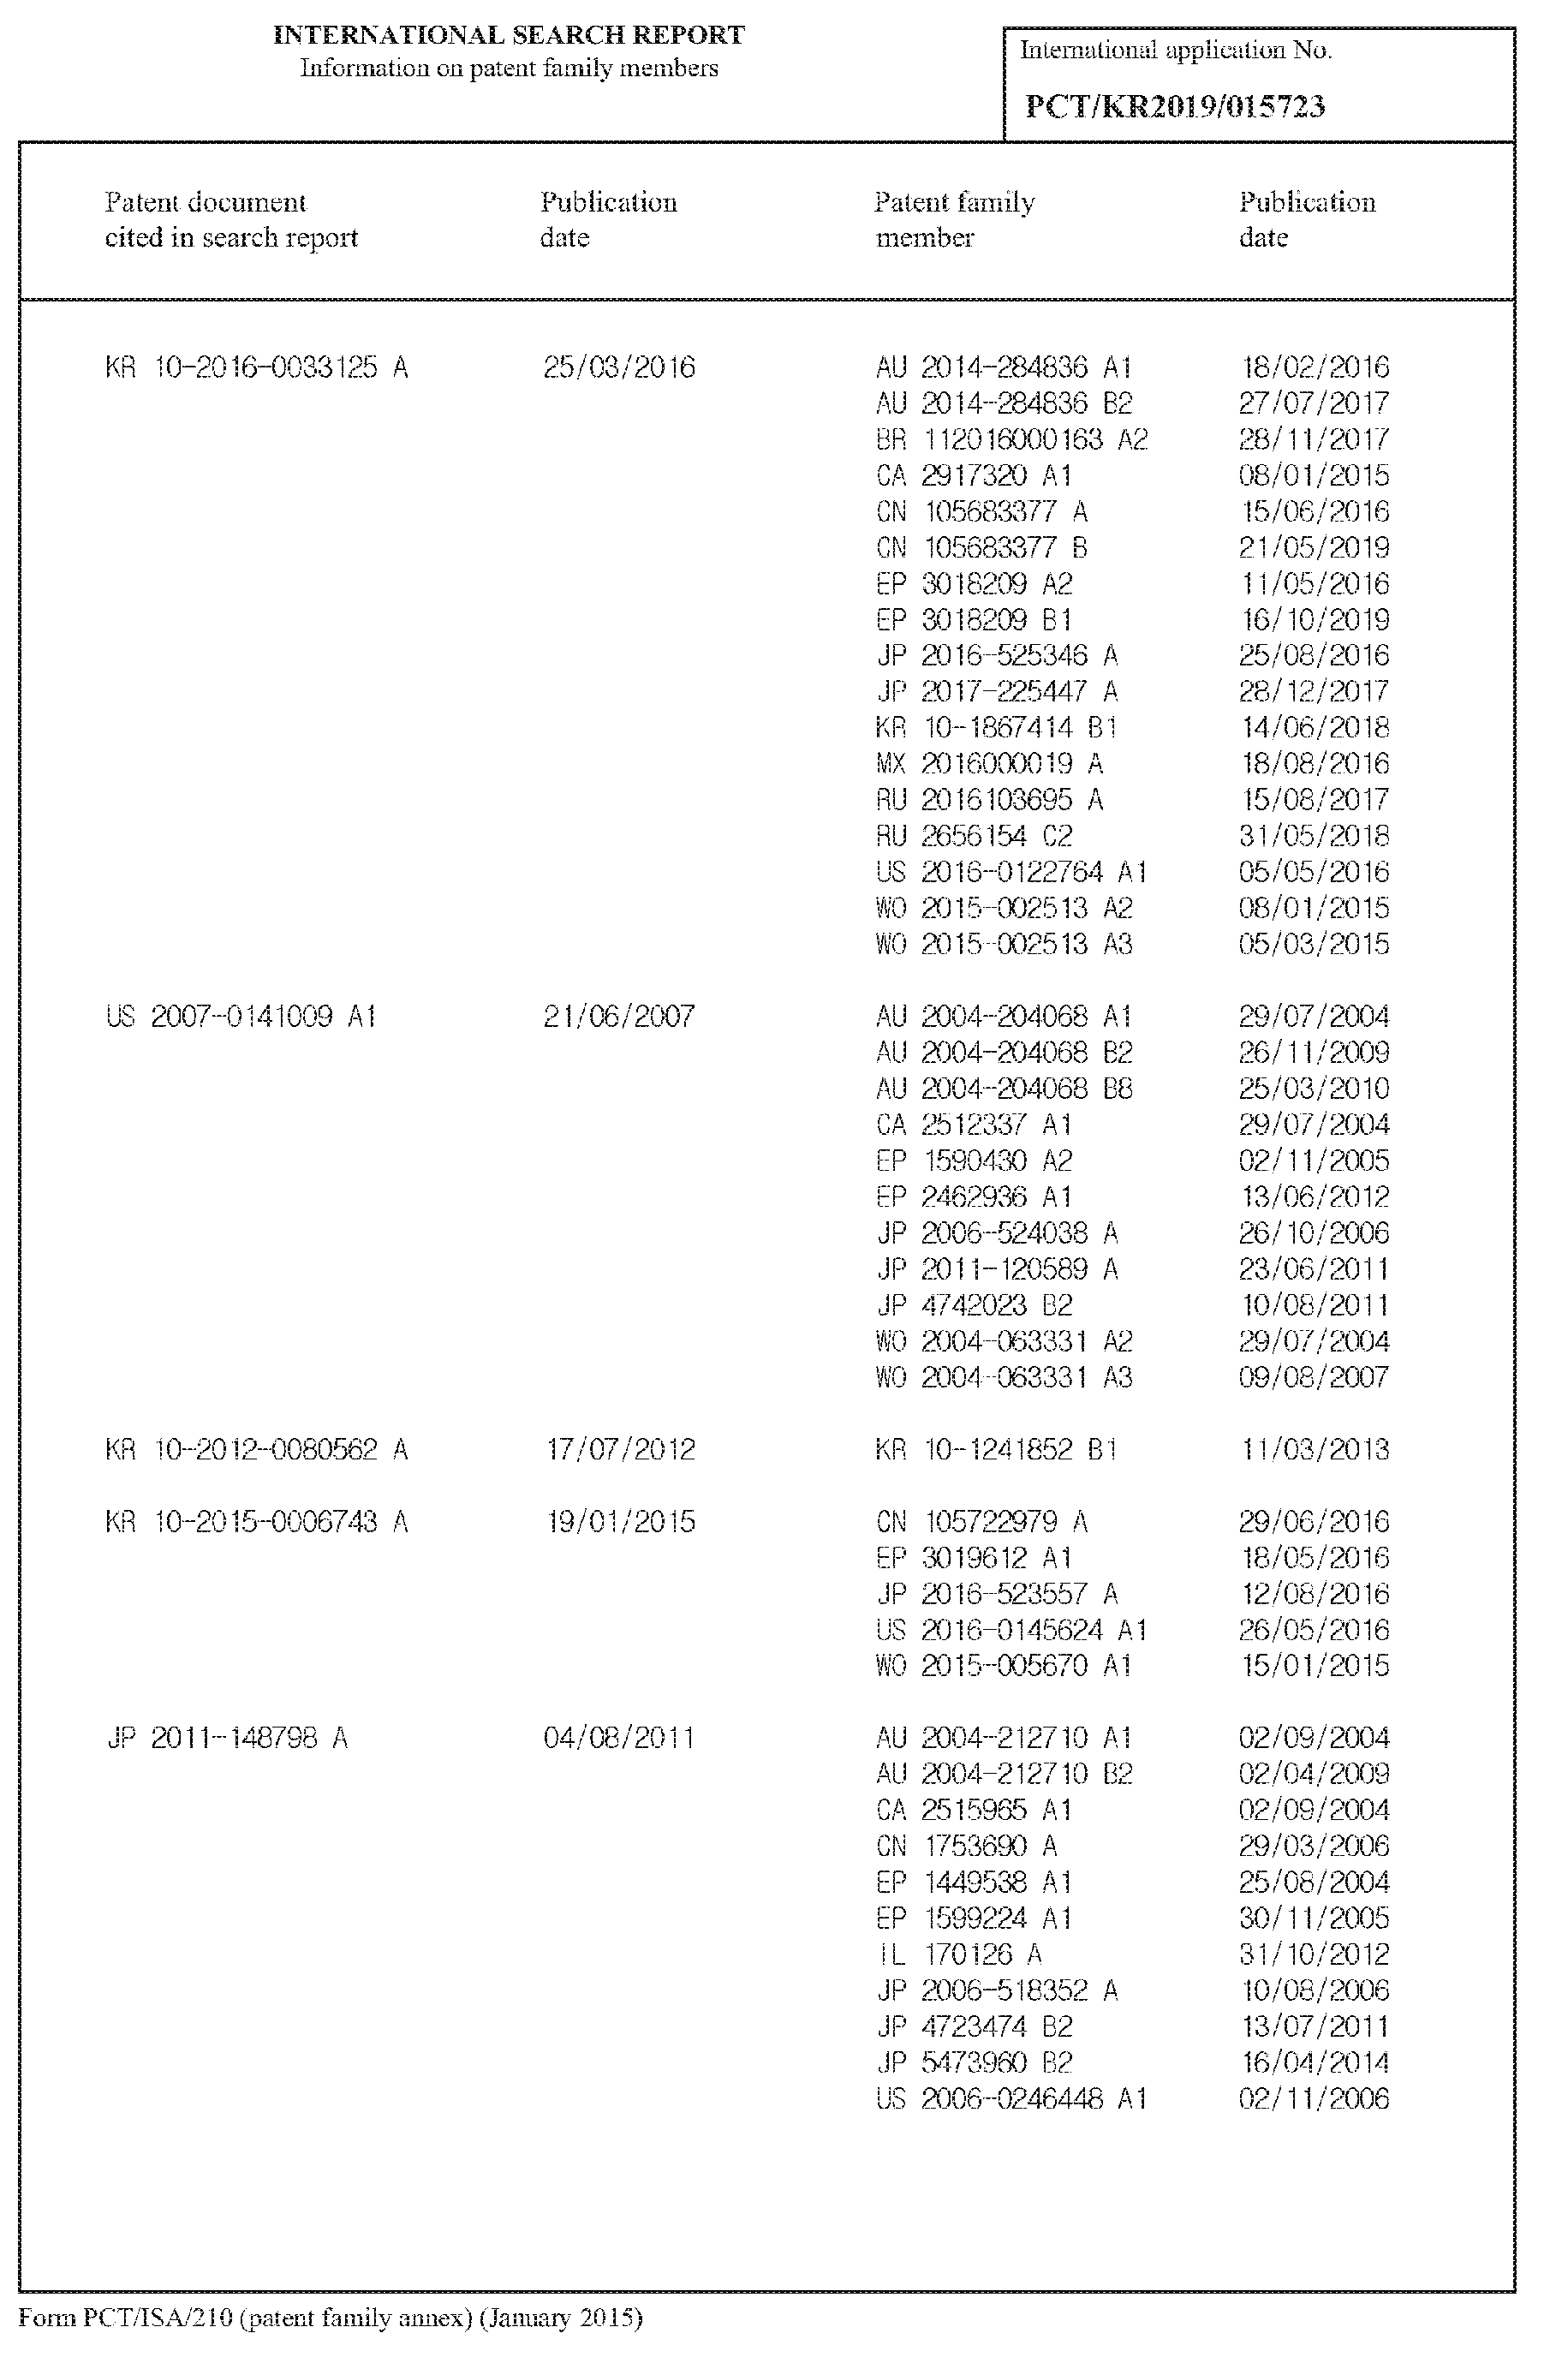 INTERNATIONAL SEARCH REPORT
Information on patent family members
International application No.
PCT/KR2019/015723
Patent document cited in search report Publication date Patent family member Publication date
KR 10-2016-0033125 A 25/03/2016 AU 2014-284836 A1 18/02/2016
AU 2014-284836 B2 27/07/2017
BR 112016000163 A2 28/11/2017
CA 2917320 A1 08/01/2015
CN 105683377 A 15/06/2016
CN 105683377 B 21/05/2019
EP 3018209 A2 11/05/2016
EP 3018209 B1 16/10/2019
JP 2016-525346 A 25/08/2016
JP 2017-225447 A 28/12/2017
KR 10-1867414 B1 14/06/2018
MX 2016000019 A 18/08/2016
RU 2016103695 A 15/08/2017
RU 2656154 C2 31/05/2018
US 2016-0122764 A1 05/05/2016
WO 2015-002513 A2 08/01/2015
WO 2015-002513 A3 05/03/2015
US 2007-0141009 A1 21/06/2007 AU 2004-204068 A1 29/07/2004
AU 2004-204068 B2 26/11/2009
AU 2004-204068 B8 25/03/2010
CA 2512337 A1 29/07/2004
EP 1590430 A2 02/11/2005
EP 2462936 A1 13/06/2012
JP 2006-524038 A 26/10/2006
JP 2011-120589 A 23/06/2011
JP 4742023 B2 10/08/2011
WO 2004-063331 A2 29/07/2004
WO 2004-063331 A3 09/08/2007
KR 10-2012-0080562 A 17/07/2012 KR 10-1241852 B1 11/03/2013
KR 10-2015-0006743 A 19/01/2015 CN 105722979 A 29/06/2016
EP 3019612 A1 18/05/2016
JP 2016-523557 A 12/08/2016
US 2016-0145624 A1 26/05/2016
WO 2015-005670 A1 15/01/2015
JP 2011-148798 A 04/08/2011 AU 2004-212710 A1 02/09/2004
AU 2004-212710 B2 02/04/2009
CA 2515965 A1 02/09/2004
CN 1753690 A 29/03/2006
EP 1449538 A1 25/08/2004
EP 1599224 A1 30/11/2005
IL 170126 A 31/10/2012
JP 2006-518352 A 10/08/2006
JP 4723474 B2 13/07/2011
JP 5473960 B2 16/04/2014
US 2006-0246448 A1 02/11/2006
Form PCT/ISA/210 (patent family annex) (January 2015)